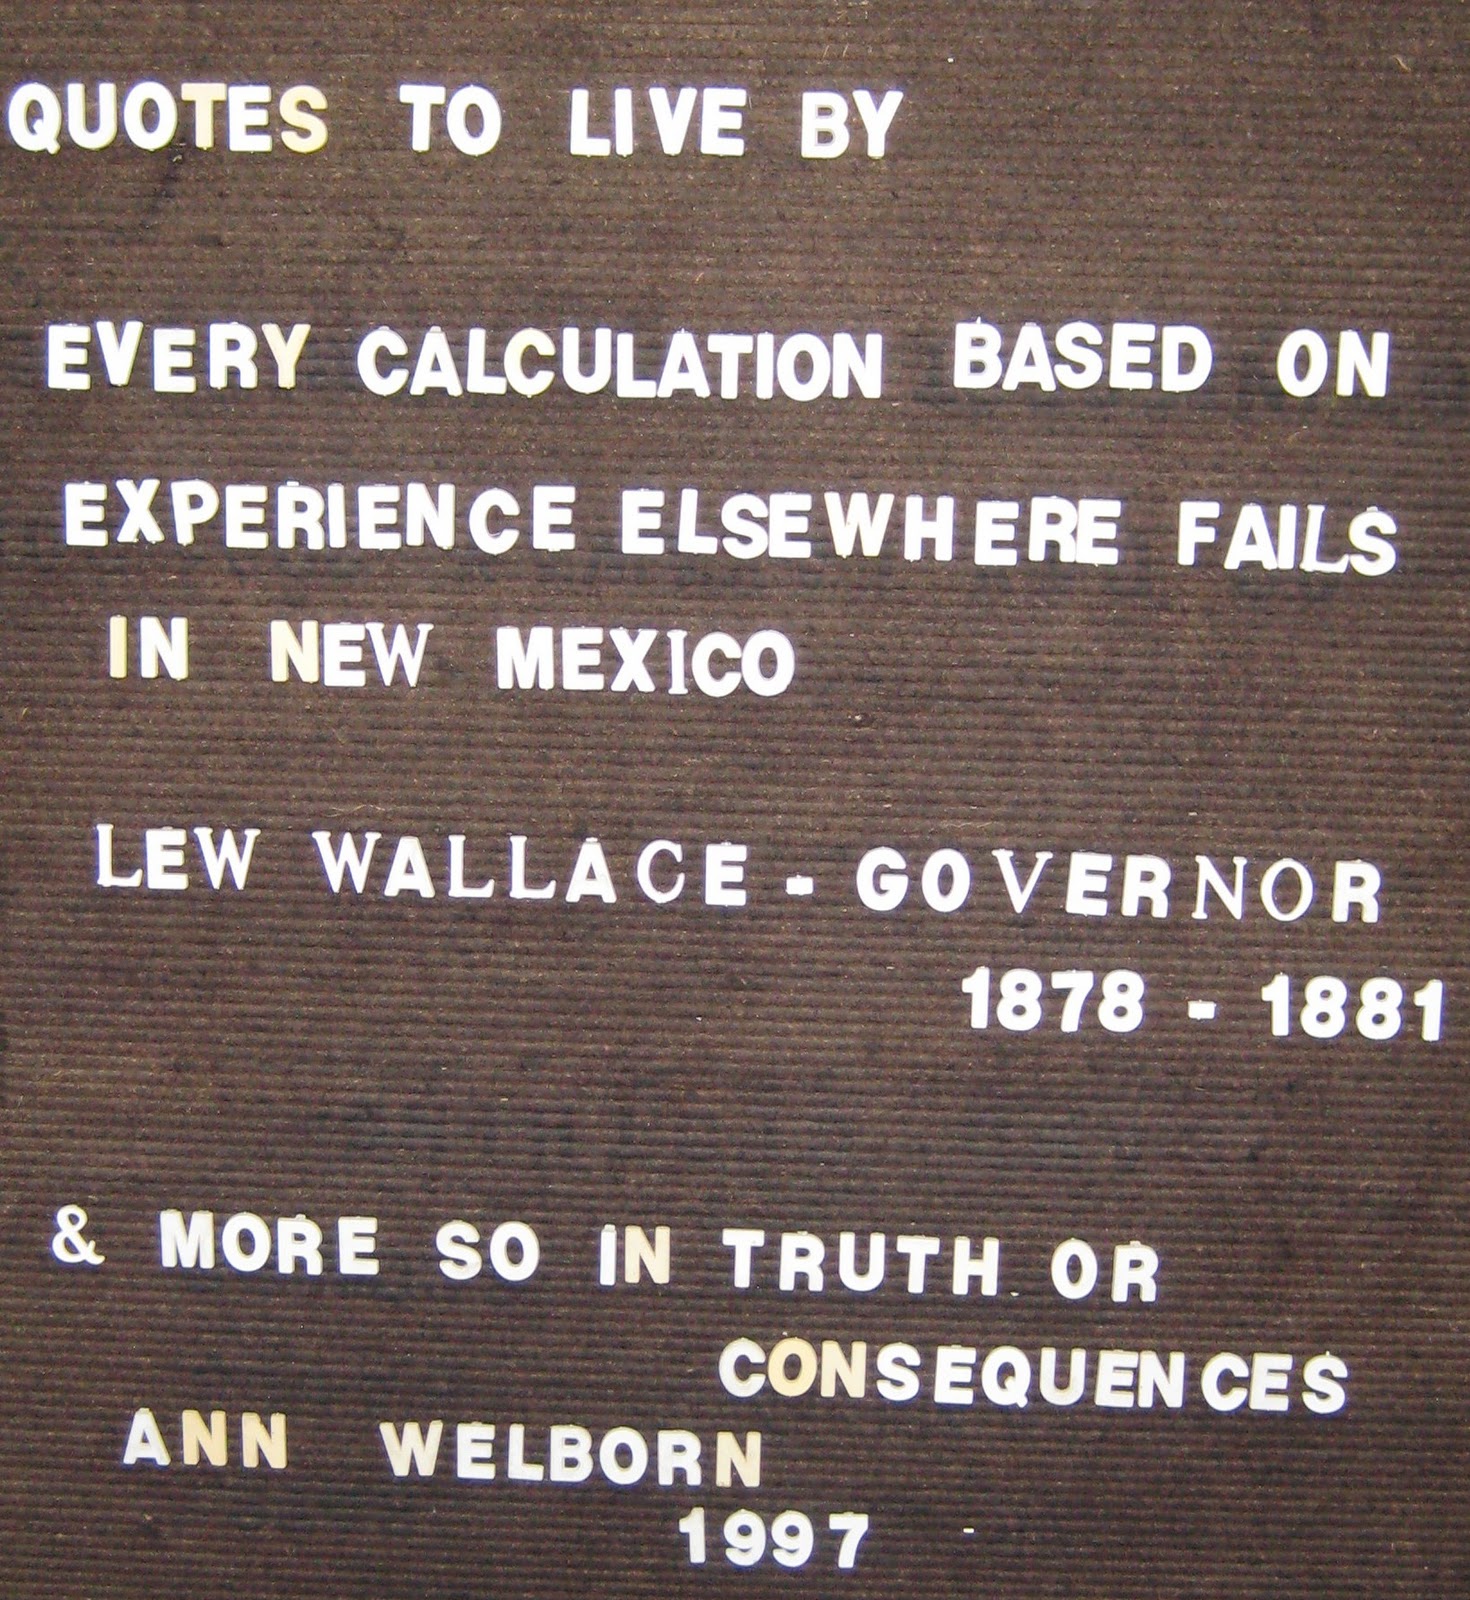 QUOTES TO LIVE BY
EVERY CALCULATION BASED ON
EXPERIENCE ELSEWHERE FAILS
IN NEW MEXICO
LEW WALLACE - GOVERNOR
1878 - 1881
& MORE SO IN TRUTH OR
CONSEQUENCES
ANN WELBORN
1997